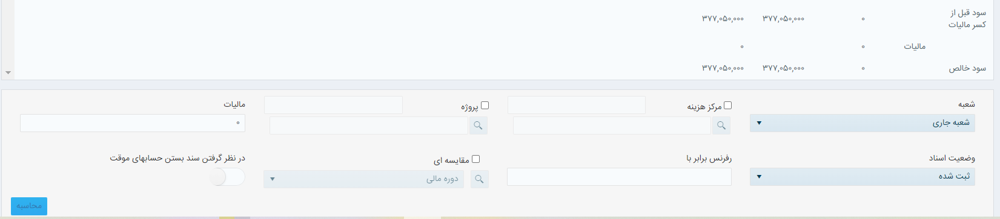 سود قبل از
کسر مالیات
۰
۳۷۷,۰۵۰,۰۰۰
۳۷۷,۰۵۰,۰۰۰
مالیات
۰
۰
سود خالص
۰
۳۷۷,۰۵۰,۰۰۰
۳۷۷,۰۵۰,۰۰۰
شعبه
مرکز هزینه
پروژه
مالیات
شعبه جاری
۰
وضعیت اسناد
رفرنس برابر با
مقایسه ای
در نظر گرفتن سند بستن حسابهای موقت
ثبت شده
دوره مالی
محاسبه